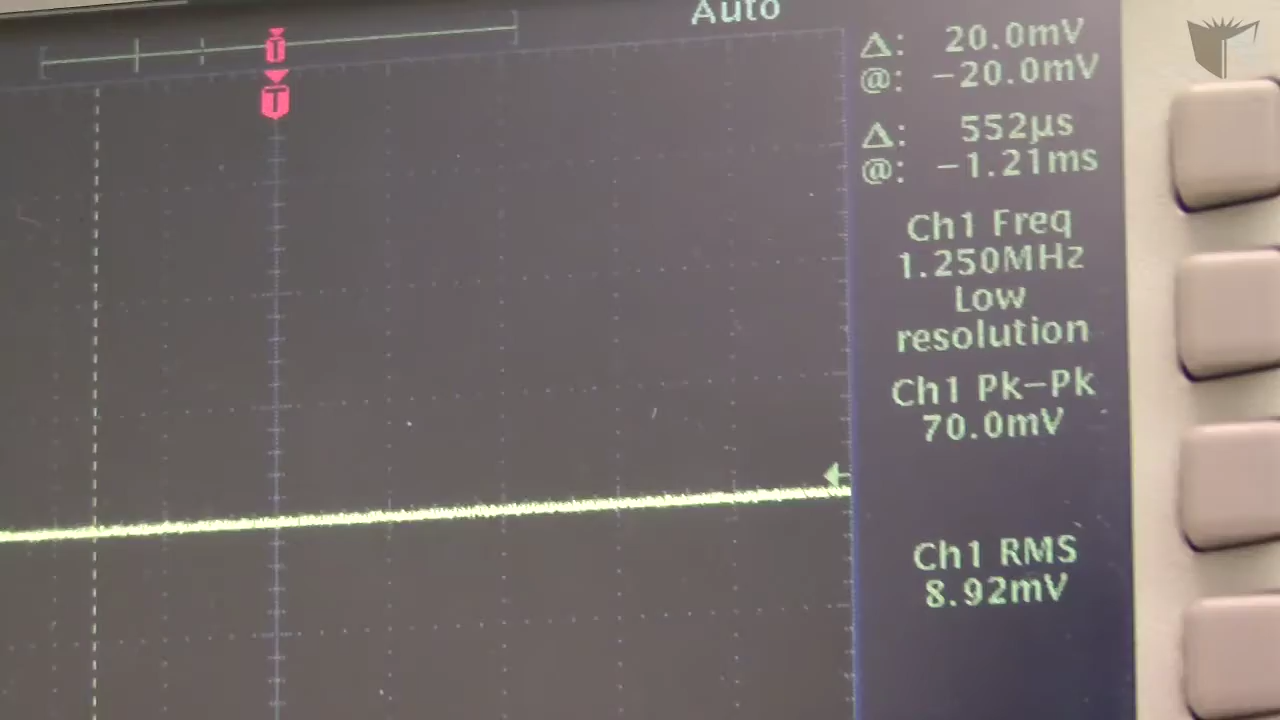 Auto
T
T
Δ: 20.0mV
@: -20.0mV
Δ: 552µs
@: -1.21ms
Ch1 Freq
1.250MHz
Low
resolution
Ch1 Pk-Pk
70.0mV
Ch1 RMS
8.92mV